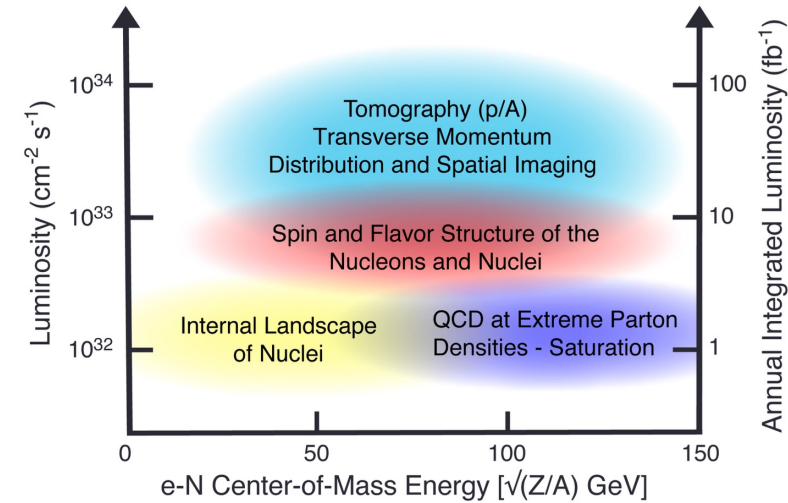 Luminosity (cm⁻² s⁻¹)
10³⁴
10³³
10³²
Tomography (p/A)
Transverse Momentum
Distribution and Spatial Imaging
Spin and Flavor Structure of the
Nucleons and Nuclei
Internal Landscape
of Nuclei
QCD at Extreme Parton
Densities - Saturation
100
10
1
Annual Integrated Luminosity (fb⁻¹)
0
50
100
150
e-N Center-of-Mass Energy [√(Z/A) GeV]